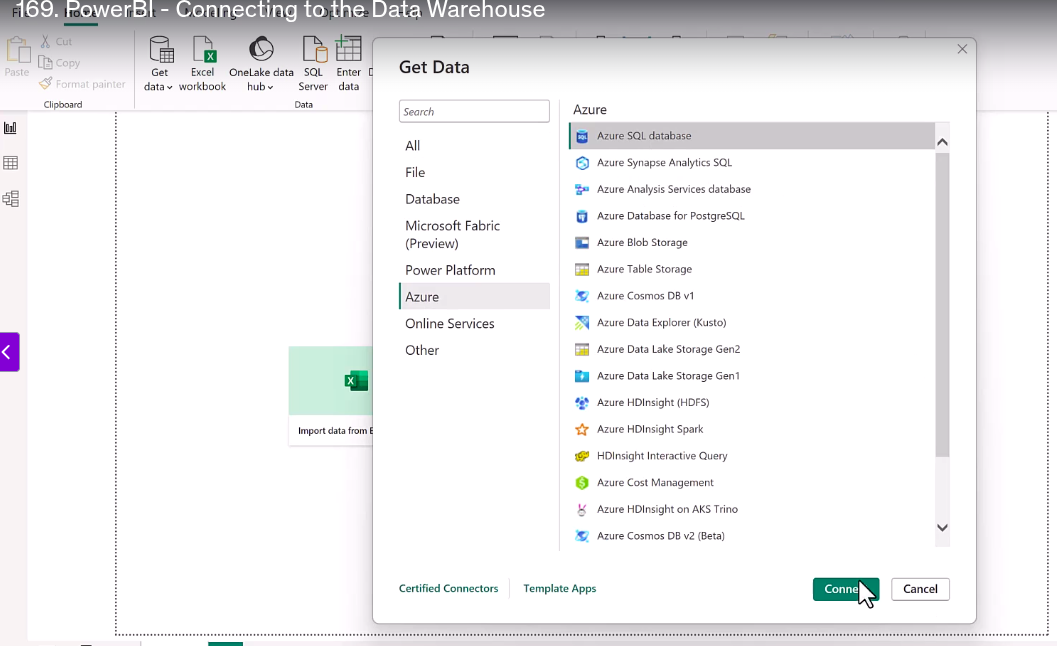 169. PowerBI - Connecting to the Data Warehouse
Cut
Copy
Paste
Format painter
Clipboard
Get
data
Excel
workbook
OneLake data
hub
SQL
Server
Enter
data
Data
Import data from E
Get Data
Search
All
File
Database
Microsoft Fabric
(Preview)
Power Platform
Azure
Online Services
Other
Azure
Azure SQL database
Azure Synapse Analytics SQL
Azure Analysis Services database
Azure Database for PostgreSQL
Azure Blob Storage
Azure Table Storage
Azure Cosmos DB v1
Azure Data Explorer (Kusto)
Azure Data Lake Storage Gen2
Azure Data Lake Storage Gen1
Azure HDInsight (HDFS)
Azure HDInsight Spark
HDInsight Interactive Query
Azure Cost Management
Azure HDInsight on AKS Trino
Azure Cosmos DB v2 (Beta)
Certified Connectors
Template Apps
Conne
Cancel